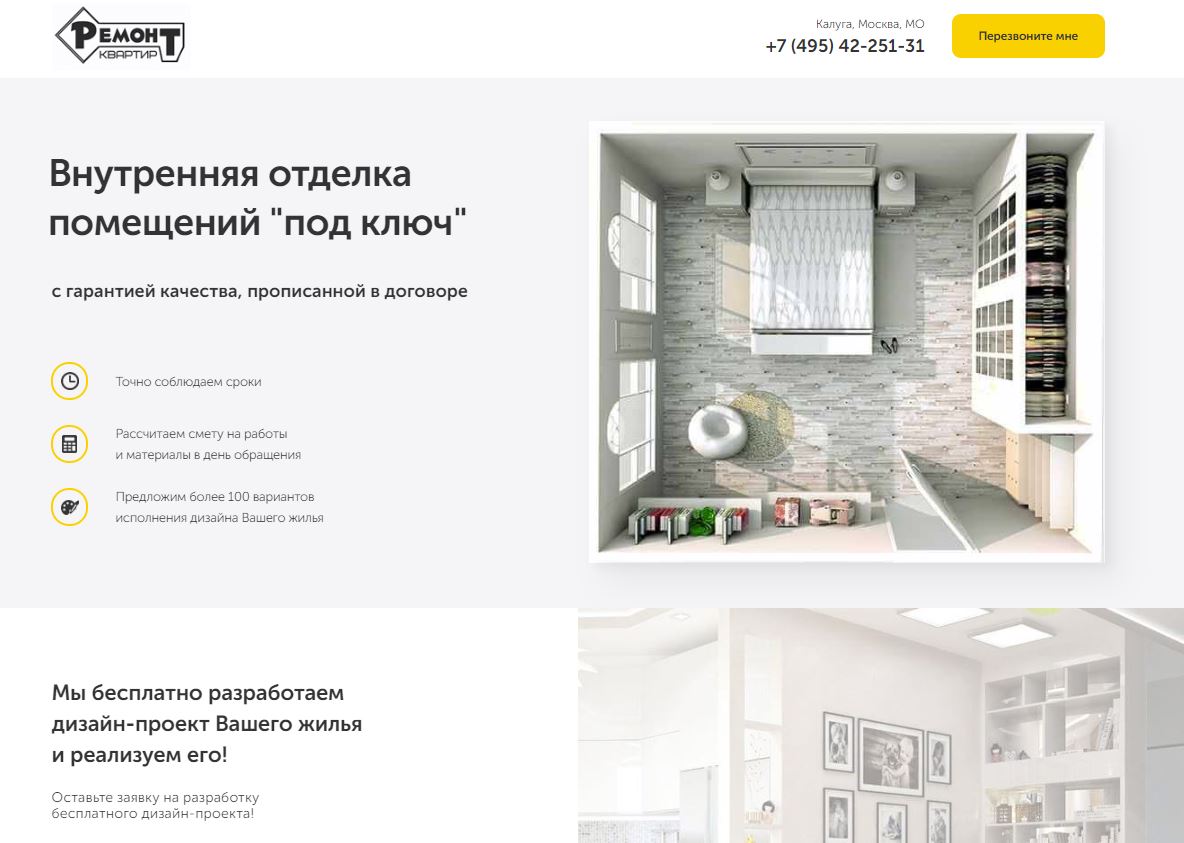 Ремонт
КВАРТИР
Калуга, Москва, МО
+7 (495) 42-251-31
Перезвоните мне
Внутренняя отделка
помещений "под ключ"
с гарантией качества, прописанной в договоре
Точно соблюдаем сроки
Рассчитаем смету на работы
и материалы в день обращения
Предложим более 100 вариантов
исполнения дизайна Вашего жилья
Мы бесплатно разработаем
дизайн-проект Вашего жилья
и реализуем его!
Оставьте заявку на разработку
бесплатного дизайн-проекта!